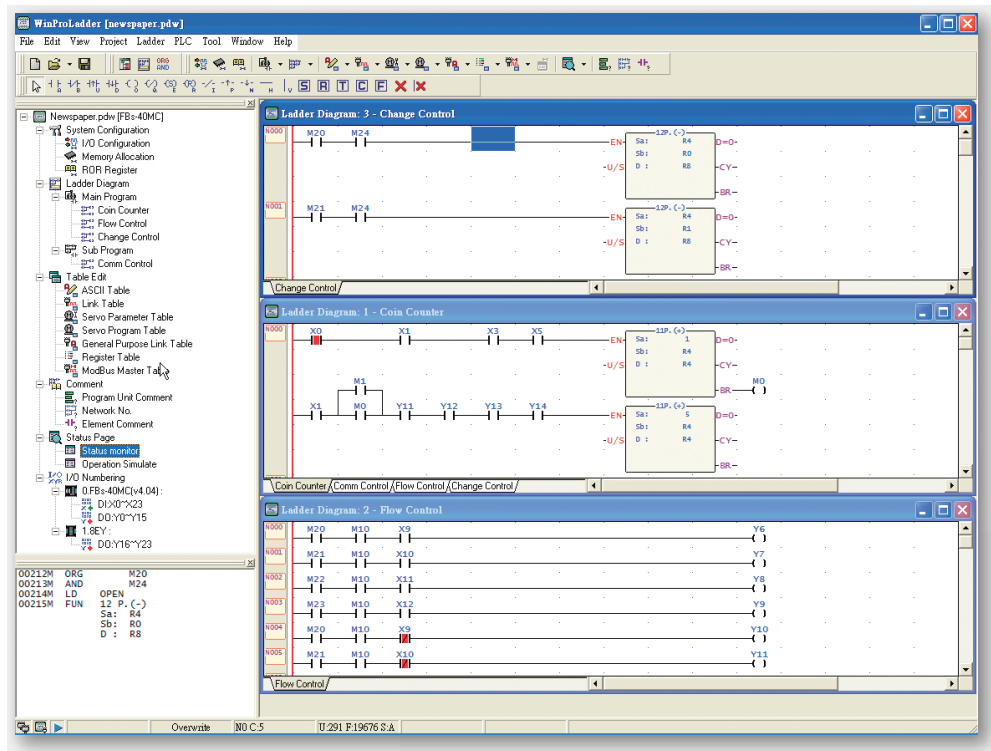 WinProLadder [newspaper.pdw]
File Edit View Project Ladder PLC Tool Window Help
A B U D Q E R I P N H V S R T C F
Newspaper.pdw [FBs-40MC]
System Configuration
I/O Configuration
Memory Allocation
ROR Register
Ladder Diagram
Main Program
Coin Counter
Flow Control
Change Control
Sub Program
Comm Control
Table Edit
ASCII Table
Link Table
Servo Parameter Table
Servo Program Table
General Purpose Link Table
Register Table
ModBus Master Table
Comment
Program Unit Comment
Network No.
Element Comment
Status Page
Status monitor
Operation Simulate
I/O Numbering
0.FBs-40MC(v4.04) :
DI:X0~X23
DO:Y0~Y15
1.8EY :
DO:Y16~Y23
00212M ORG M20
00213M AND M24
00214M LD OPEN
00215M FUN 12 P.(-)
Sa: R4
Sb: R0
D : R8
Ladder Diagram: 3 - Change Control
N000 M20 M24 12P.(-)
EN Sa: R4 D=0
Sb: R0
U/S D : R8 CY
BR
N001 M21 M24 12P.(-)
EN Sa: R4 D=0
Sb: R1
U/S D : R8 CY
BR
Change Control
Ladder Diagram: 1 - Coin Counter
N000 X0 X1 X3 X5 11P.(+)
EN Sa: 1 D=0
Sb: R4
U/S D : R4 CY
M1 M0
BR
X1 M0 Y11 Y12 Y13 Y14 11P.(+)
EN Sa: 5 D=0
Sb: R4
U/S D : R4 CY
BR
Coin Counter Comm Control Flow Control Change Control
Ladder Diagram: 2 - Flow Control
N000 M20 M10 X9 Y6
N001 M21 M10 X10 Y7
N002 M22 M10 X11 Y8
N003 M23 M10 X12 Y9
N004 M20 M10 X9 Y10
N005 M21 M10 X10 Y11
Flow Control
Overwrite N0 C:5 U:291 F:19676 S:A